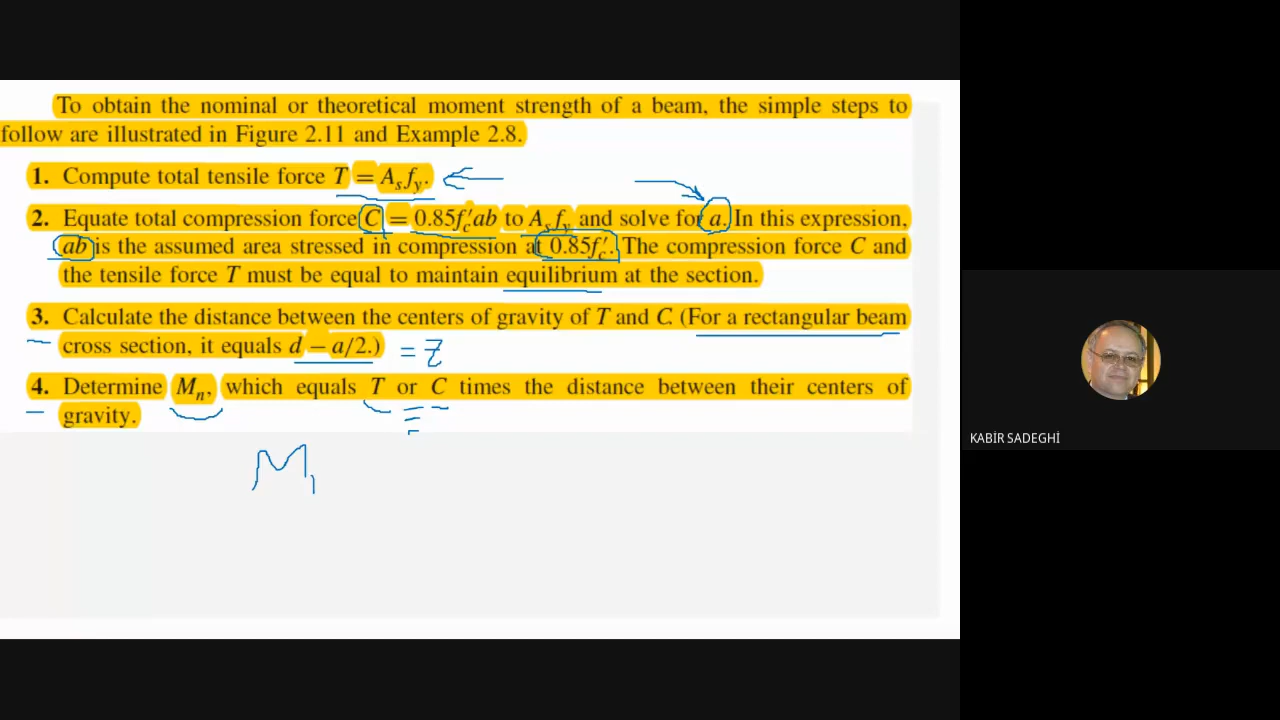 To obtain the nominal or theoretical moment strength of a beam, the simple steps to
follow are illustrated in Figure 2.11 and Example 2.8.
1. Compute total tensile force T = Aₛfᵧ.
2. Equate total compression force C = 0.85f′cab to Aₛfᵧ and solve for a. In this expression,
ab is the assumed area stressed in compression at 0.85f′c. The compression force C and
the tensile force T must be equal to maintain equilibrium at the section.
3. Calculate the distance between the centers of gravity of T and C. (For a rectangular beam
cross section, it equals d − a/2.) = Z
4. Determine Mₙ, which equals T or C times the distance between their centers of
gravity.
M
KABİR SADEGHİ